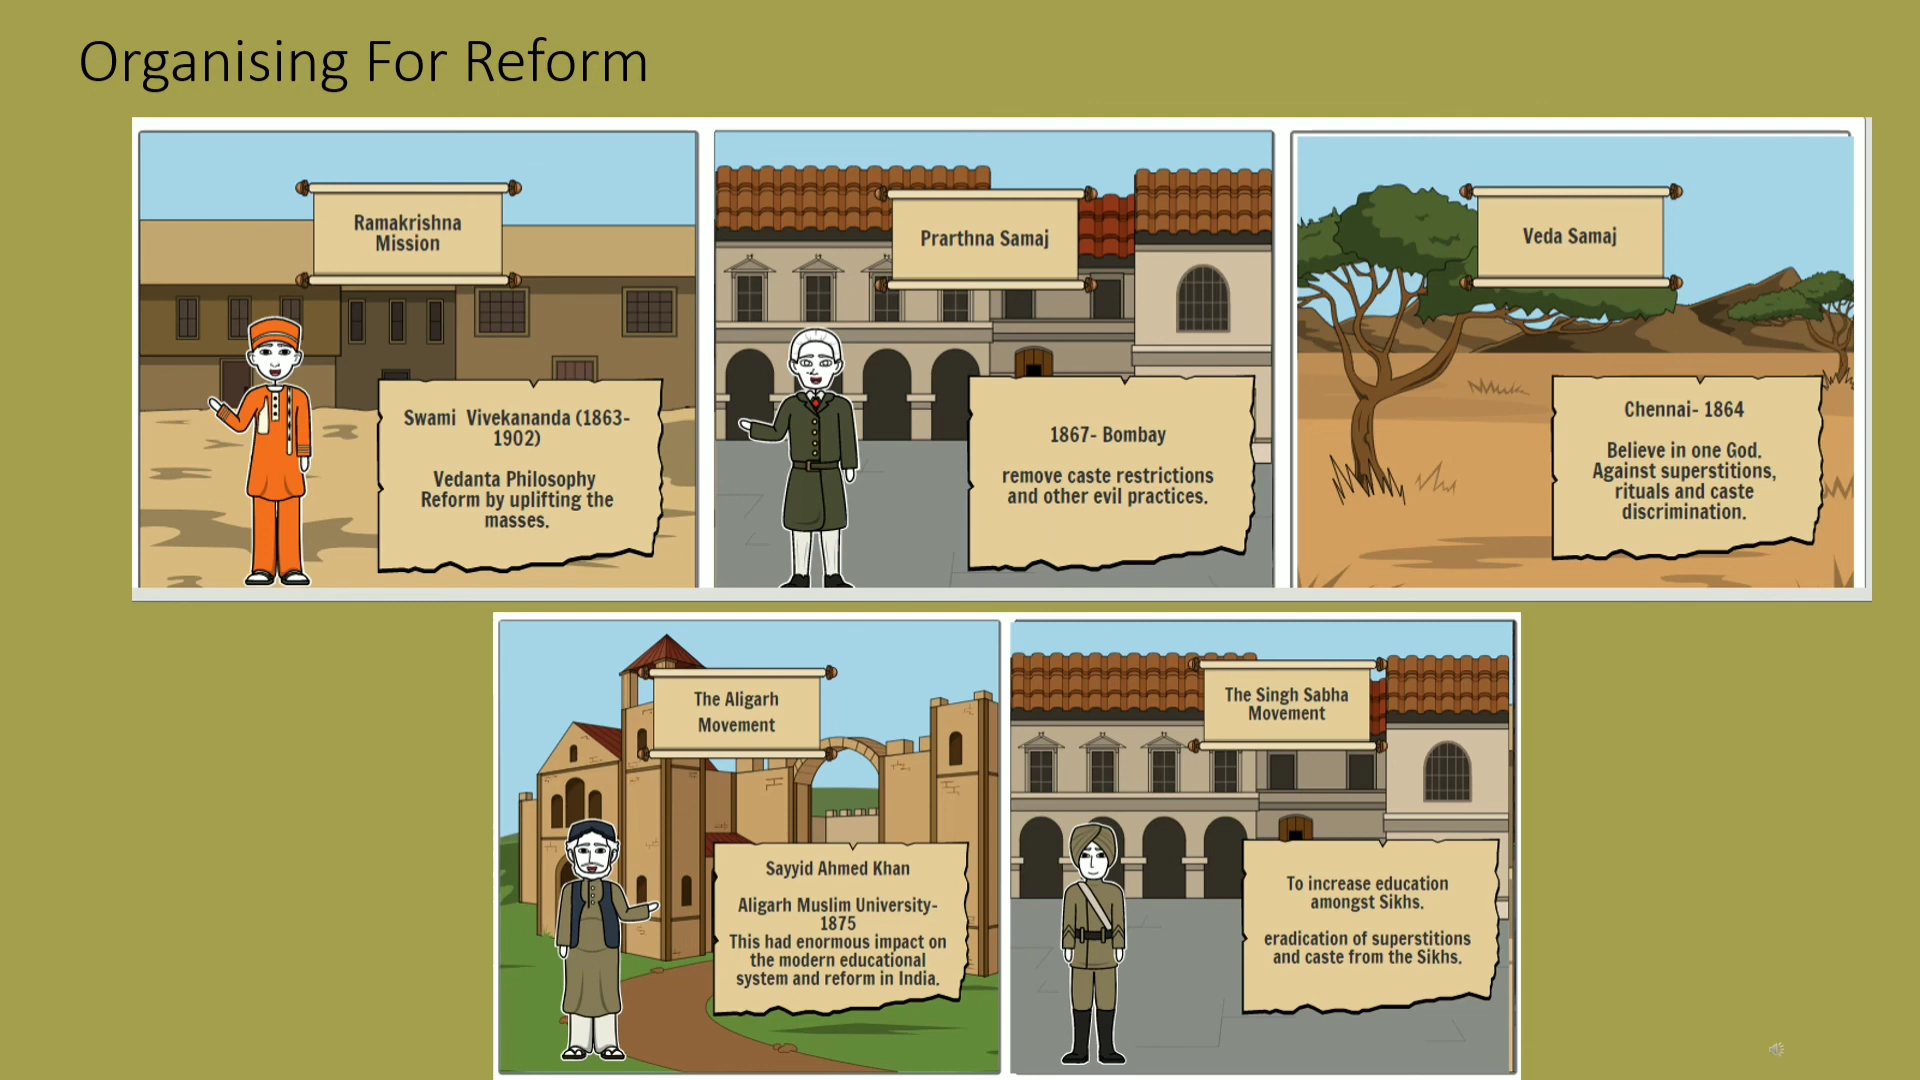 Organising For Reform
Ramakrishna
Mission
Swami Vivekananda (1863-
1902)
Vedanta Philosophy
Reform by uplifting the
masses.
Prarthna Samaj
1867- Bombay
remove caste restrictions
and other evil practices.
Veda Samaj
Chennai- 1864
Believe in one God.
Against superstitions,
rituals and caste
discrimination.
The Aligarh
Movement
Sayyid Ahmed Khan
Aligarh Muslim University-
1875
This had enormous impact on
the modern educational
system and reform in India.
The Singh Sabha
Movement
To increase education
amongst Sikhs.
eradication of superstitions
and caste from the Sikhs.